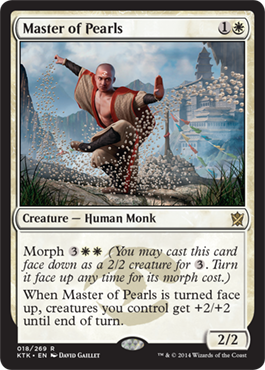 Master of Pearls 1
Creature — Human Monk
Morph 3 (You may cast this card
face down as a 2/2 creature for 3. Turn
it face up any time for its morph cost.)
When Master of Pearls is turned face
up, creatures you control get +2/+2
until end of turn.
2/2
018/269 R
KTK • EN DAVID GAILLET
™ & © 2014 Wizards of the Coast